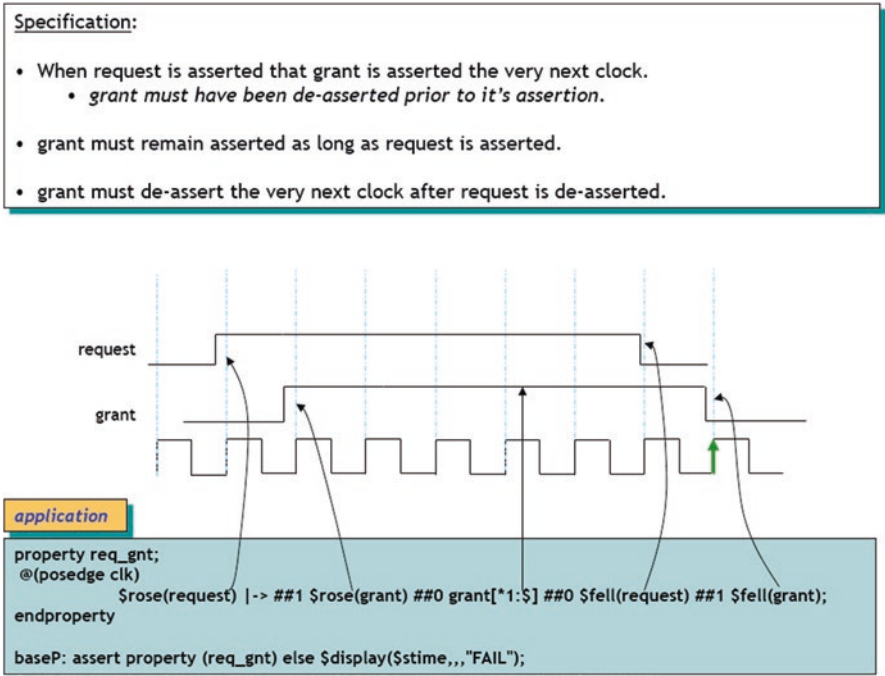 Specification:
• When request is asserted that grant is asserted the very next clock.
• grant must have been de-asserted prior to it's assertion.
• grant must remain asserted as long as request is asserted.
• grant must de-assert the very next clock after request is de-asserted.
request
grant
application
property req_gnt;
@(posedge clk)
$rose(request) |-> ##1 $rose(grant) ##0 grant[*1:$] ##0 $fell(request) ##1 $fell(grant);
endproperty
baseP: assert property (req_gnt) else $display($stime,,,"FAIL");